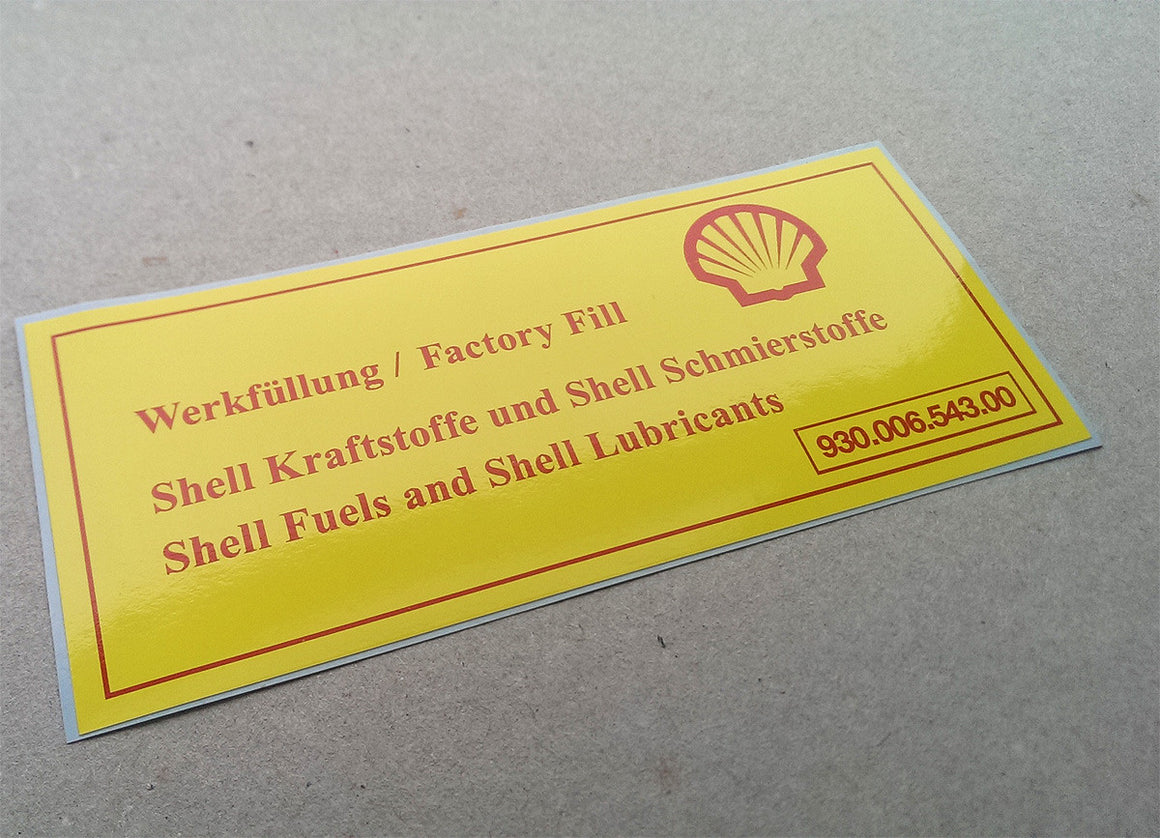 Werkfüllung / Factory Fill
Shell Kraftstoffe und Shell Schmierstoffe
Shell Fuels and Shell Lubricants
930.006.543.00